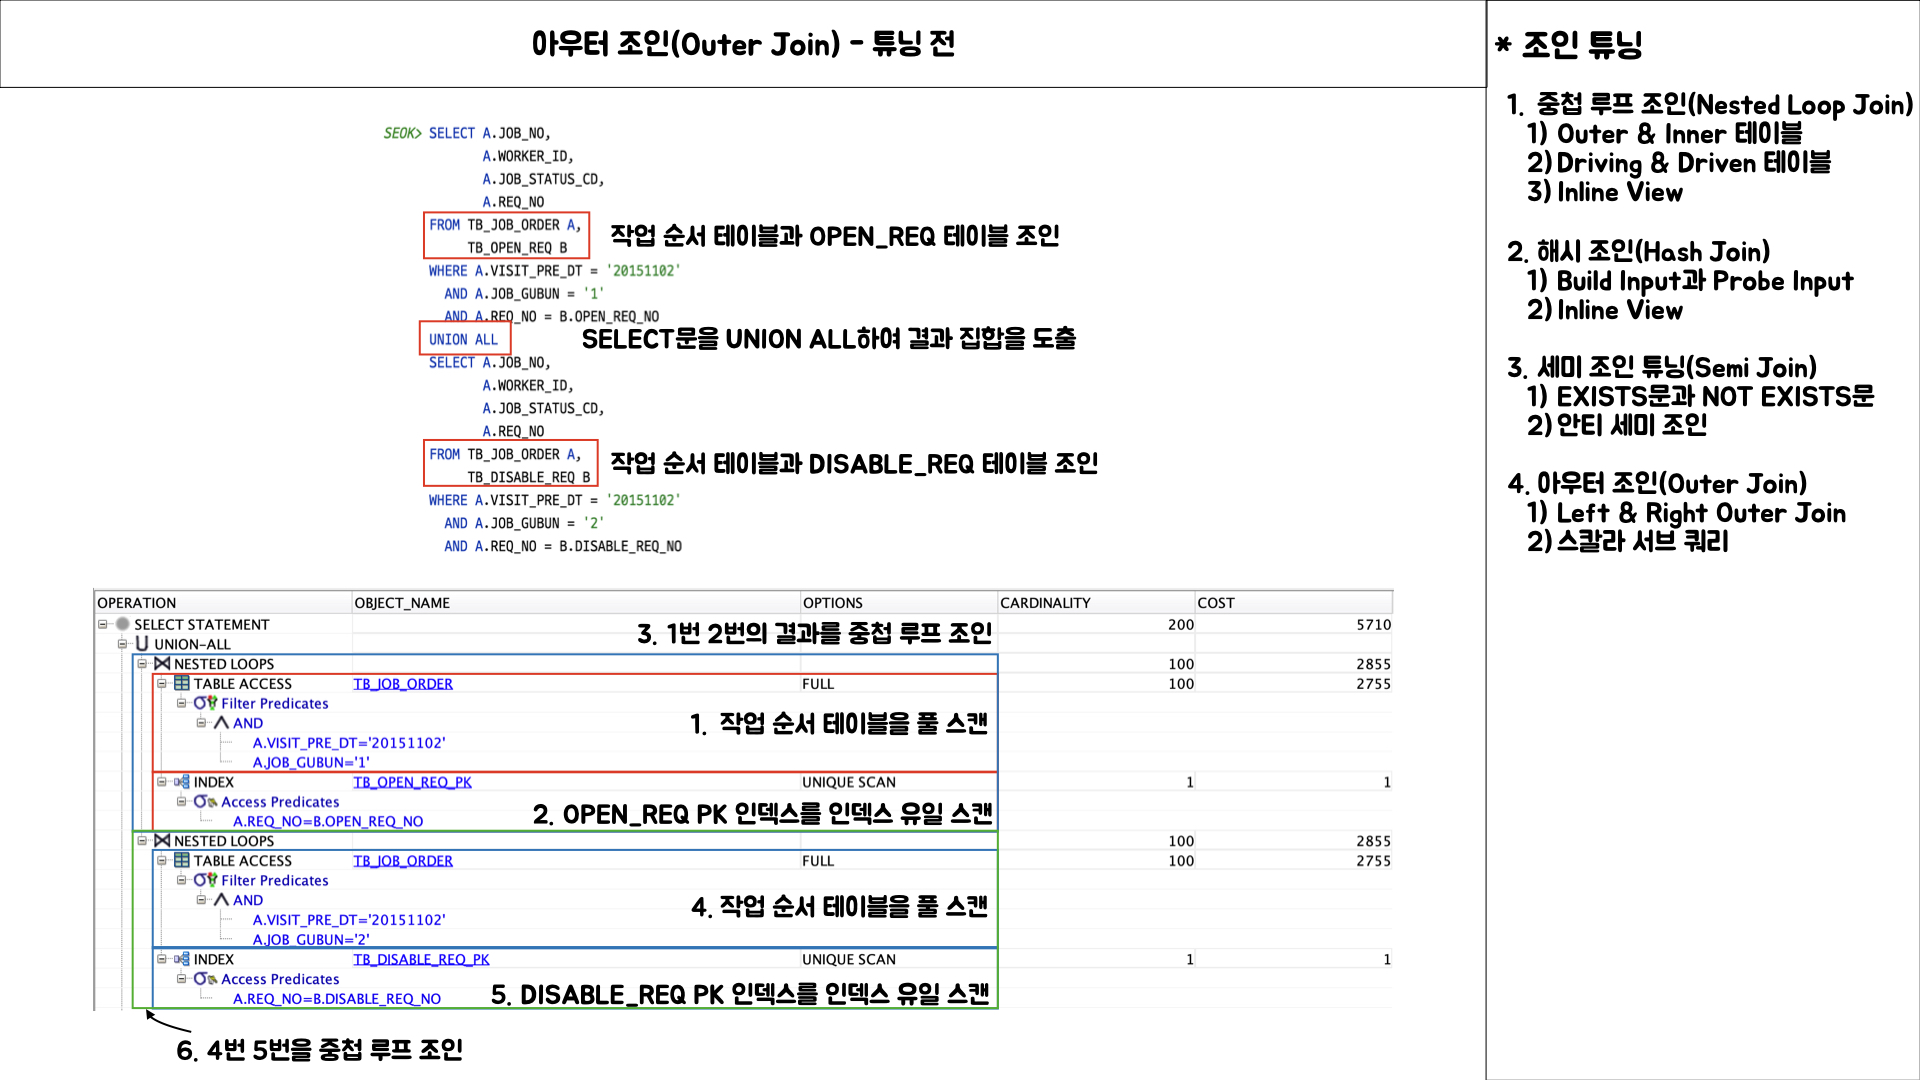 아우터 조인(Outer Join) - 튜닝 전
SEOK> SELECT A.JOB_NO,
A.WORKER_ID,
A.JOB_STATUS_CD,
A.REQ_NO
FROM TB_JOB_ORDER A,
TB_OPEN_REQ B
작업 순서 테이블과 OPEN_REQ 테이블 조인
WHERE A.VISIT_PRE_DT = '20151102'
AND A.JOB_GUBUN = '1'
AND A.REQ_NO = B.OPEN_REQ_NO
UNION ALL
SELECT문을 UNION ALL하여 결과 집합을 도출
SELECT A.JOB_NO,
A.WORKER_ID,
A.JOB_STATUS_CD,
A.REQ_NO
FROM TB_JOB_ORDER A,
TB_DISABLE_REQ B
작업 순서 테이블과 DISABLE_REQ 테이블 조인
WHERE A.VISIT_PRE_DT = '20151102'
AND A.JOB_GUBUN = '2'
AND A.REQ_NO = B.DISABLE_REQ_NO
OPERATION OBJECT_NAME OPTIONS CARDINALITY COST
SELECT STATEMENT 200 5710
3. 1번 2번의 결과를 중첩 루프 조인
UNION-ALL
NESTED LOOPS 100 2855
TABLE ACCESS TB_JOB_ORDER FULL 100 2755
Filter Predicates
AND
1. 작업 순서 테이블을 풀 스캔
A.VISIT_PRE_DT='20151102'
A.JOB_GUBUN='1'
INDEX TB_OPEN_REQ_PK UNIQUE SCAN 1 1
Access Predicates
2. OPEN_REQ PK 인덱스를 인덱스 유일 스캔
A.REQ_NO=B.OPEN_REQ_NO
NESTED LOOPS 100 2855
TABLE ACCESS TB_JOB_ORDER FULL 100 2755
Filter Predicates
AND
4. 작업 순서 테이블을 풀 스캔
A.VISIT_PRE_DT='20151102'
A.JOB_GUBUN='2'
INDEX TB_DISABLE_REQ_PK UNIQUE SCAN 1 1
Access Predicates
A.REQ_NO=B.DISABLE_REQ_NO
5. DISABLE_REQ PK 인덱스를 인덱스 유일 스캔
6. 4번 5번을 중첩 루프 조인
* 조인 튜닝
1. 중첩 루프 조인(Nested Loop Join)
1) Outer & Inner 테이블
2) Driving & Driven 테이블
3) Inline View
2. 해시 조인(Hash Join)
1) Build Input과 Probe Input
2) Inline View
3. 세미 조인 튜닝(Semi Join)
1) EXISTS문과 NOT EXISTS문
2) 안티 세미 조인
4. 아우터 조인(Outer Join)
1) Left & Right Outer Join
2) 스칼라 서브 쿼리